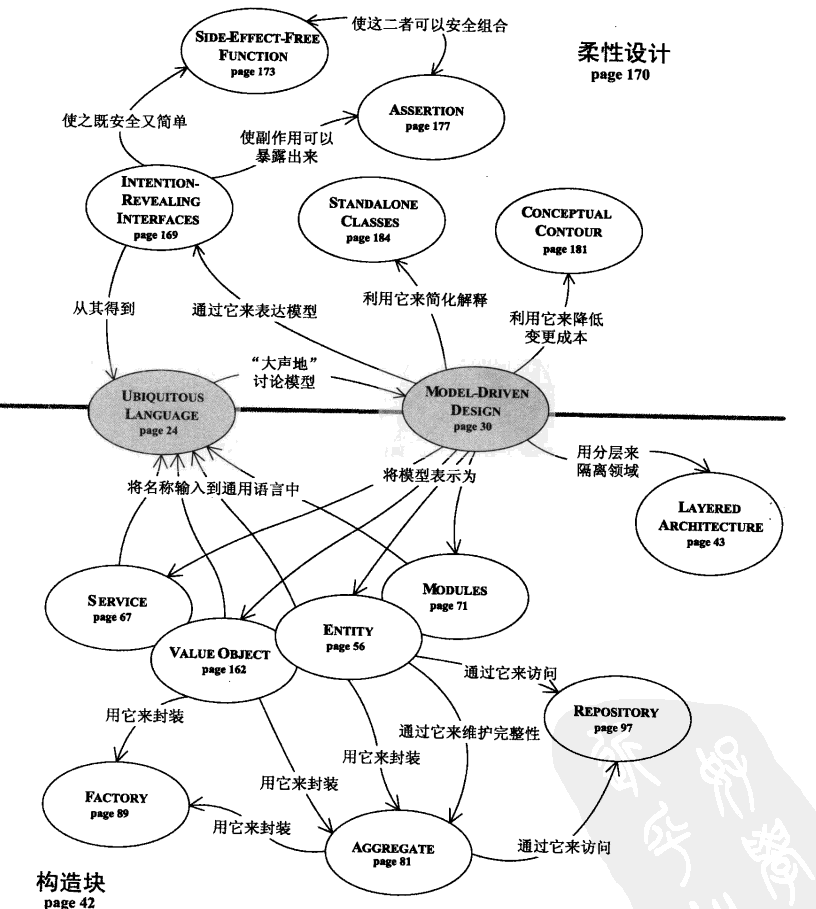 使这二者可以安全组合
柔性设计
page 170
SIDE-EFFECT-FREE
FUNCTION
page 173
ASSERTION
page 177
使之既安全又简单
使副作用可以
暴露出来
INTENTION-
REVEALING
INTERFACES
page 169
STANDALONE
CLASSES
page 184
CONCEPTUAL
CONTOUR
page 181
从其得到
通过它来表达模型
利用它来简化解释
利用它来降低
变更成本
“大声地”
讨论模型
UBIQUITOUS
LANGUAGE
page 24
MODEL-DRIVEN
DESIGN
page 30
用分层来
隔离领域
将名称输入到通用语言中
将模型表示为
LAYERED
ARCHITECTURE
page 43
SERVICE
page 67
MODULES
page 71
VALUE OBJECT
page 162
ENTITY
page 56
通过它来访问
REPOSITORY
page 97
用它来封装
通过它来维护完整性
用它来封装
用它来封装
FACTORY
page 89
用它来封装
AGGREGATE
page 81
通过它来访问
构造块
page 42